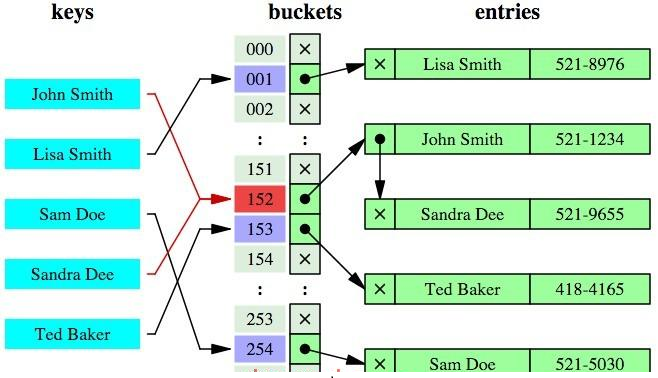 keys
buckets
entries
John Smith
Lisa Smith
Sam Doe
Sandra Dee
Ted Baker
000
001
002
:
:
151
152
153
154
:
:
253
254
Lisa Smith 521-8976
John Smith 521-1234
Sandra Dee 521-9655
Ted Baker 418-4165
Sam Doe 521-5030